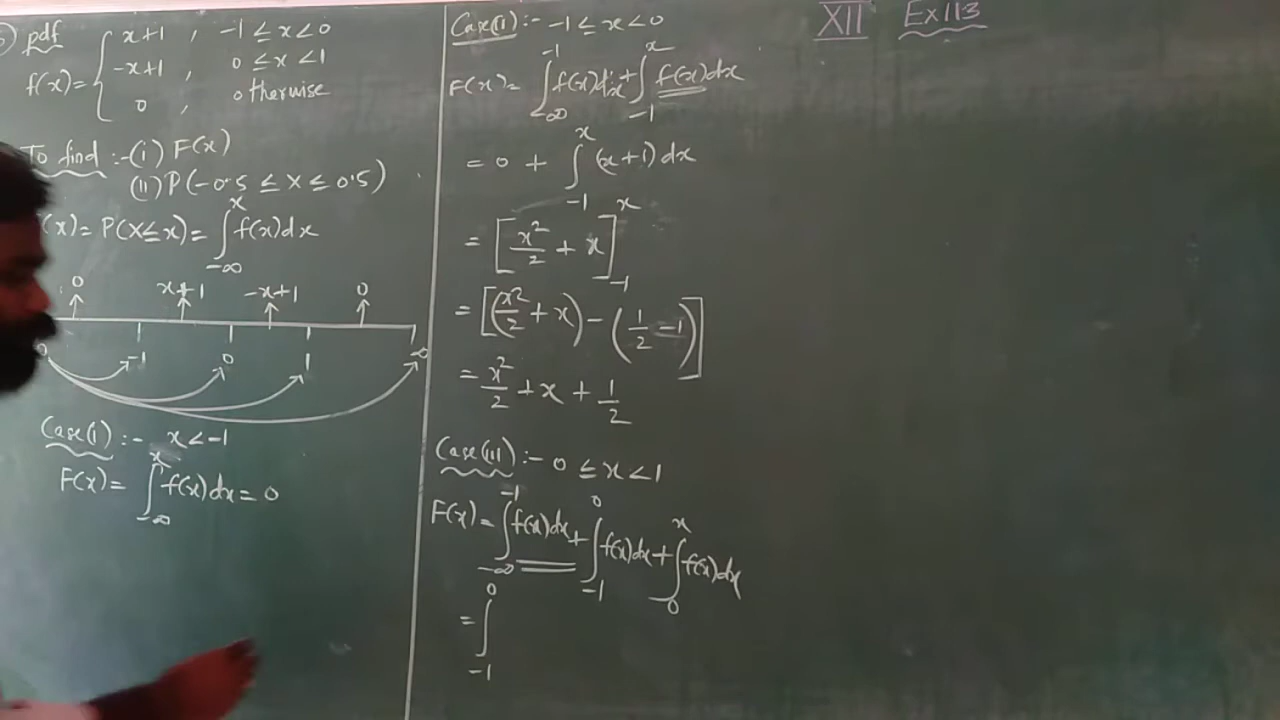 pdf
f(x)= { x+1 , -1 ≤ x < 0
-x+1 , 0 ≤ x < 1
0 , otherwise
To find :- (i) F(x)
(ii) P(-0.5 ≤ X ≤ 0.5)
(x) = P(X ≤ x) = ∫_{-∞}^{x} f(x)dx
0 x+1 -x+1 0
-1 0 1 ∞
Case(i) :- x < -1
F(x) = ∫_{-∞}^{x} f(x)dx = 0
Case(ii) :- -1 ≤ x < 0
F(x) = ∫_{-∞}^{-1} f(x)dx + ∫_{-1}^{x} f(x)dx
= 0 + ∫_{-1}^{x} (x+1)dx
= [x²/2 + x]_{-1}^{x}
= [(x²/2 + x) - (1/2 - 1)]
= x²/2 + x + 1/2
Case(iii) :- 0 ≤ x < 1
F(x) = ∫_{-∞}^{-1} f(x)dx + ∫_{-1}^{0} f(x)dx + ∫_{0}^{x} f(x)dx
= ∫_{-1}^{0}
XII Ex 11.3